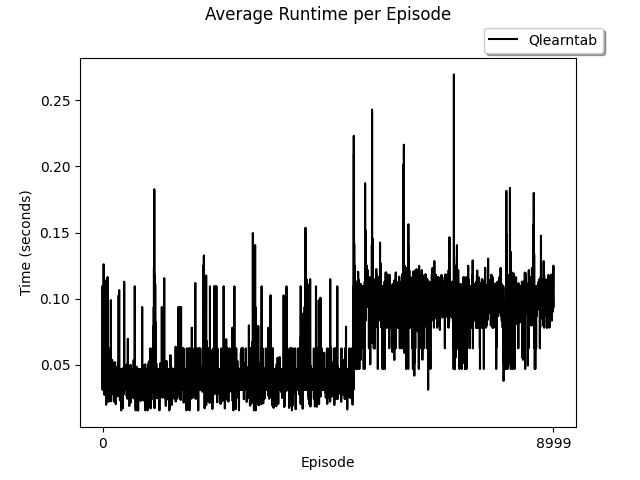 Average Runtime per Episode
Qlearntab
0.25
0.20
0.15
0.10
0.05
Time (seconds)
0 8999
Episode